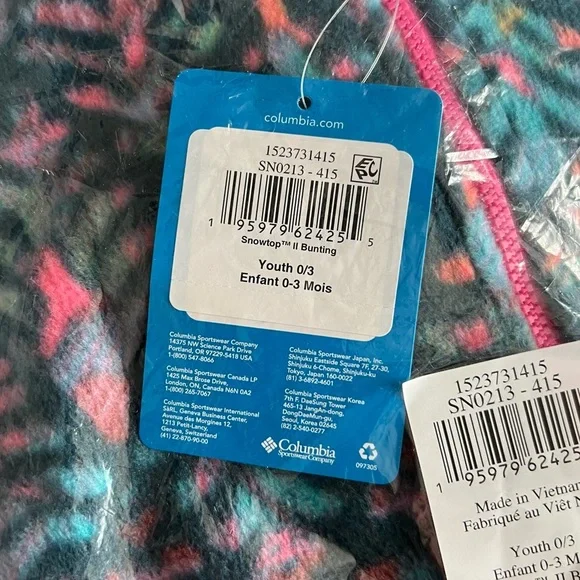 columbia.com
1523731415
SN0213 - 415
1 95979 62425 5
Snowtop™ II Bunting
Youth 0/3
Enfant 0-3 Mois
Columbia Sportswear Company
14375 NW Science Park Drive
Portland, OR 97229-5418 USA
1-(800) 547-8066
Columbia Sportswear Canada LP
1425 Max Brose Drive,
London, ON, Canada N6N 0A2
1-(800) 265-7067
Columbia Sportswear International
SàRL, Geneva Business Center,
Avenue des Morgines 12,
1213 Petit-Lancy,
Geneva, Switzerland
(41) 22-870-90-00
Columbia Sportswear Japan, Inc.
Shinjuku Eastside Square 7F, 27-30,
Shinjuku 6-Chome, Shinjuku-ku
Tokyo, Japan 160-0022
(81) 3-6892-4601
Columbia Sportswear Korea
7th F. DaeSung Tower
465-13 JangAn-dong,
DongDaeMun-gu,
Seoul, Korea
(82) 2-540-0277
Columbia
Sportswear Company
097305
1523731415
SN0213 - 415
1 95979 62425
Made in Vietnam
Fabriqué au Viêt
Youth 0/3
Enfant 0-3 M
II B